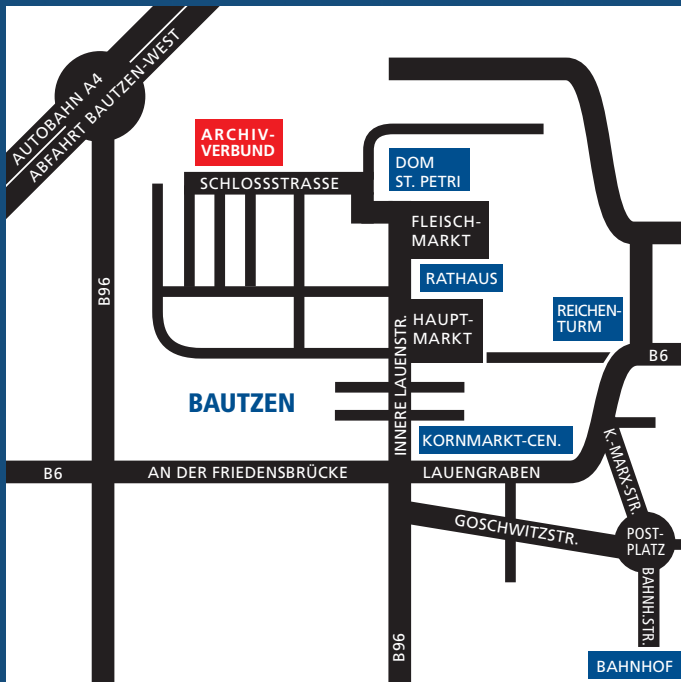 AUTOBAHN A4
ABFAHRT BAUTZEN-WEST
ARCHIV-
VERBUND
SCHLOSSSTRASSE
DOM
ST. PETRI
FLEISCH-
MARKT
RATHAUS
B96
HAUPT-
MARKT
REICHEN-
TURM
B6
INNERE LAUENSTR.
BAUTZEN
KORNMARKT-CEN.
K.-MARX-STR.
B6
AN DER FRIEDENSBRÜCKE
LAUENGRABEN
GOSCHWITZSTR.
POST-
PLATZ
BAHNH.STR.
B96
BAHNHOF